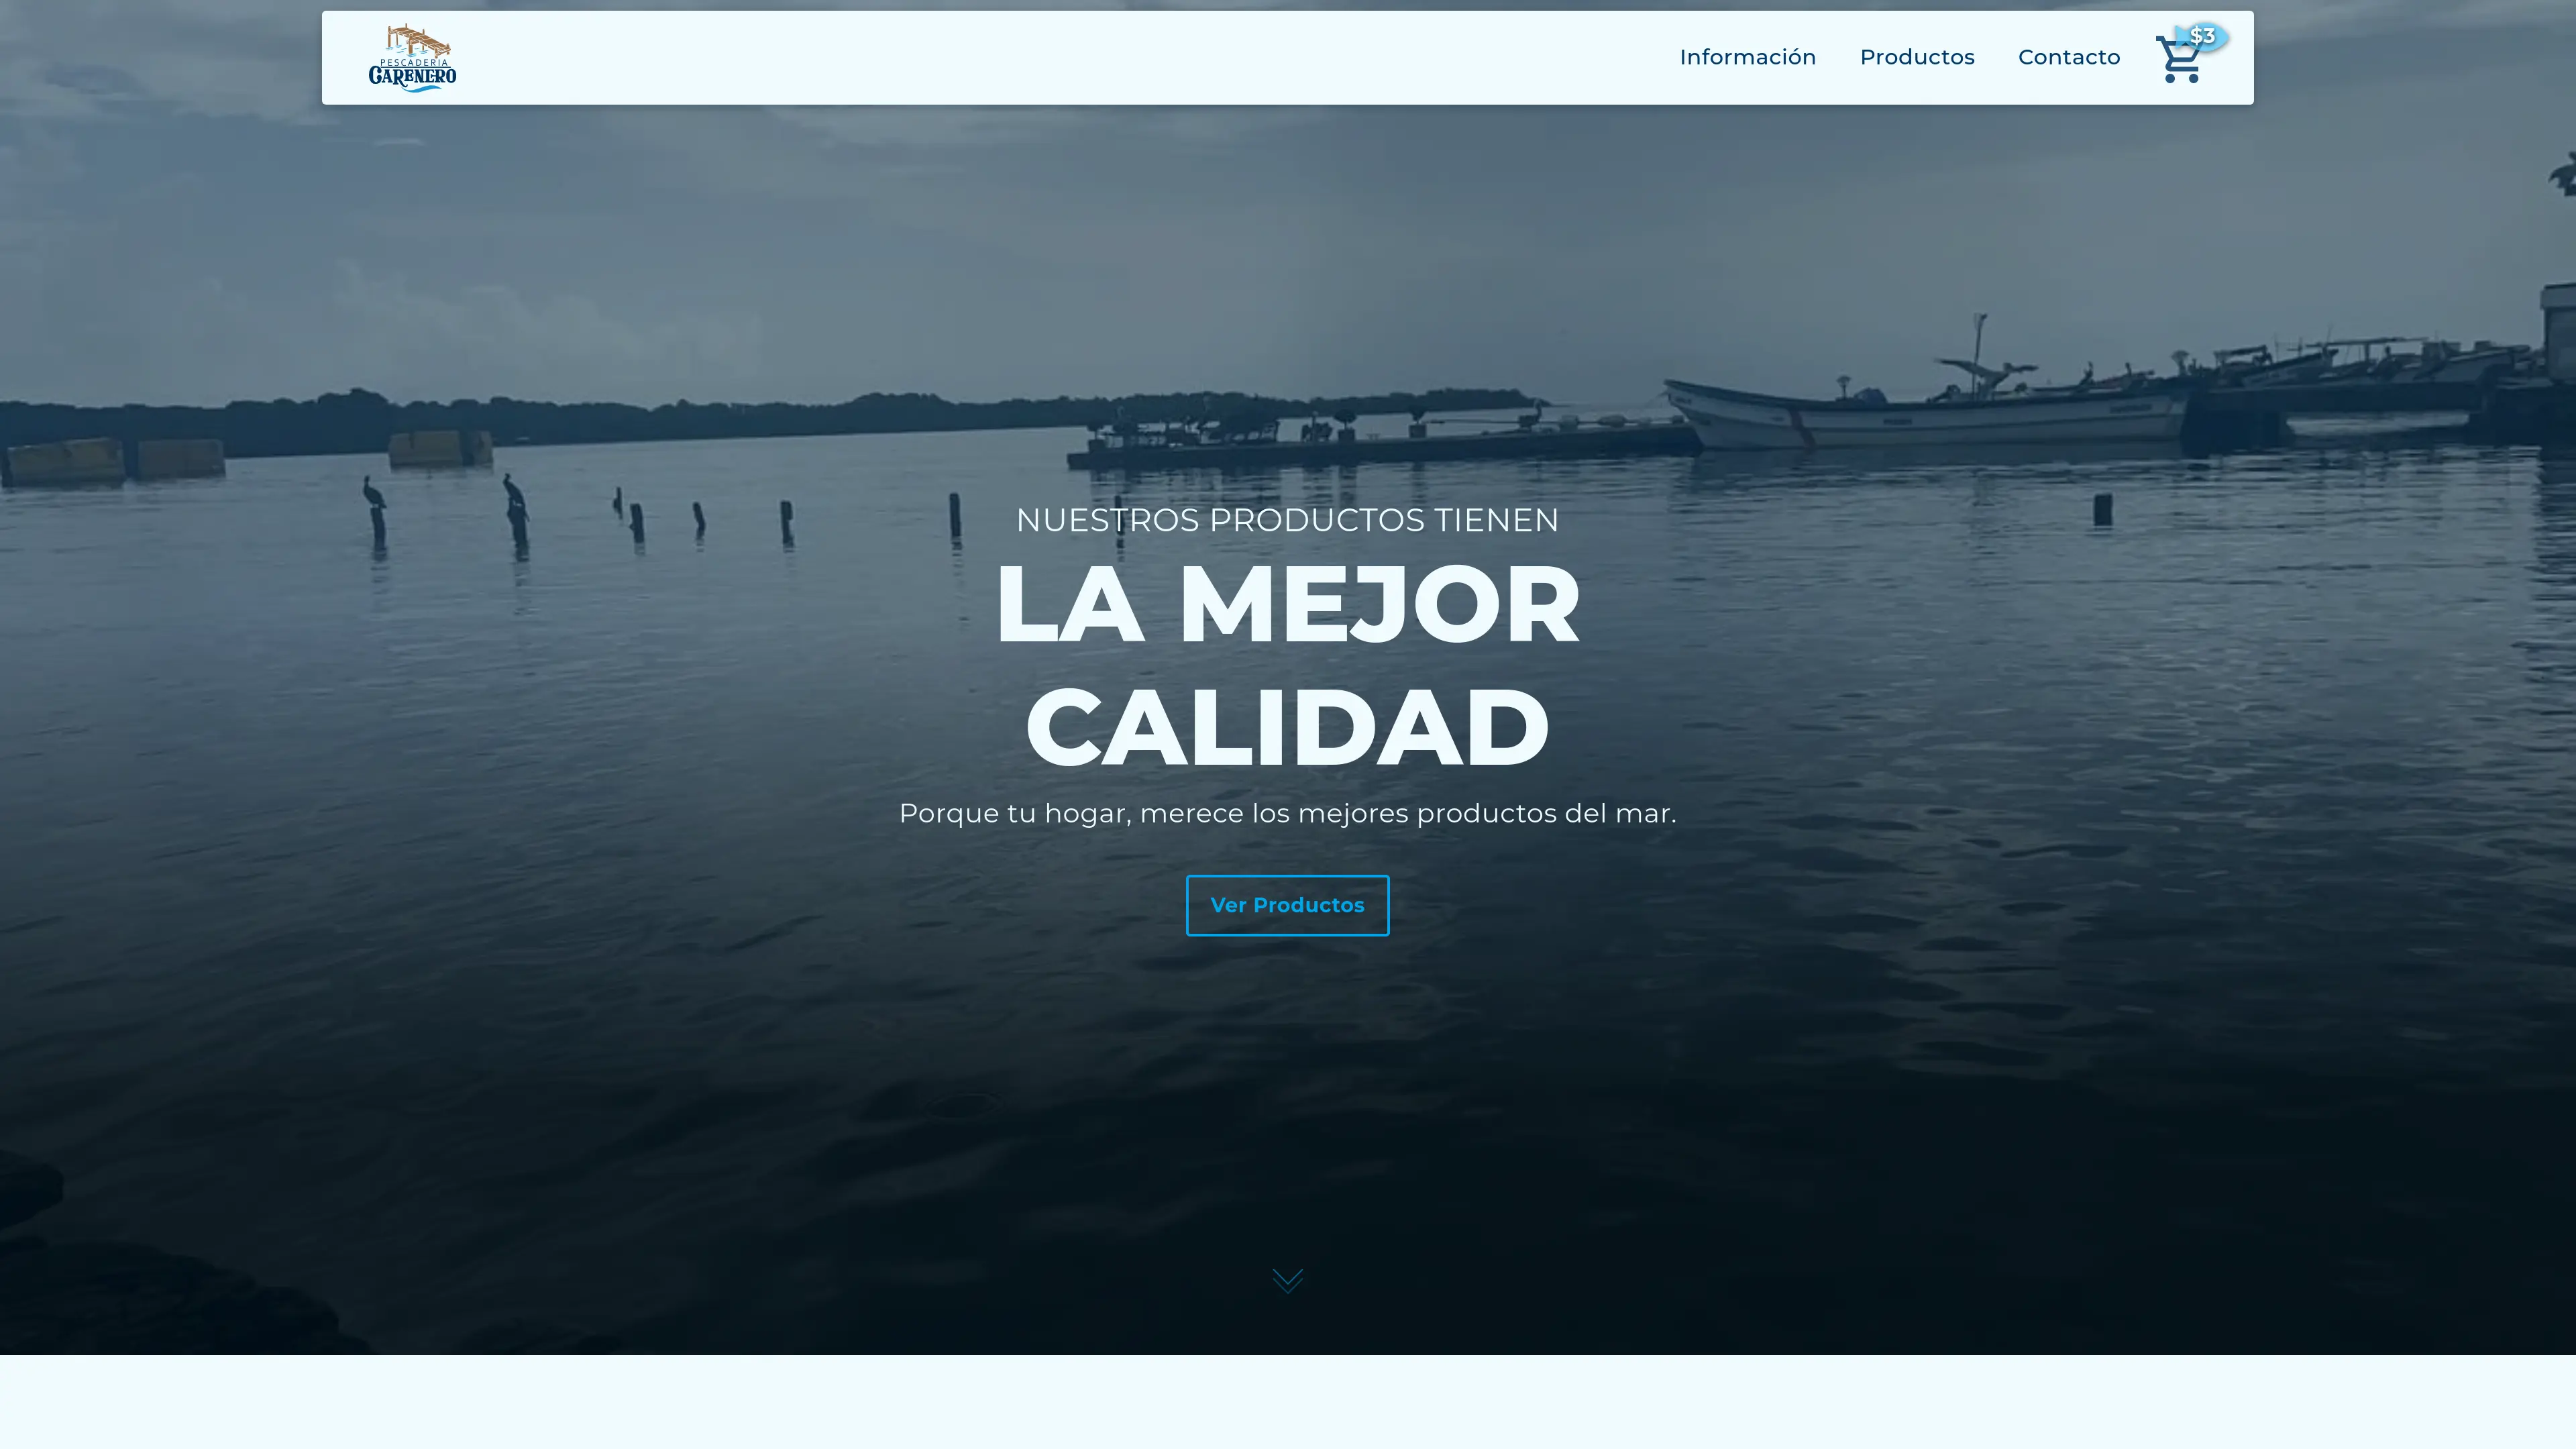 PESCADERIA
CARENERO
Información
Productos
Contacto
$3
NUESTROS PRODUCTOS TIENEN
LA MEJOR
CALIDAD
Porque tu hogar, merece los mejores productos del mar.
Ver Productos